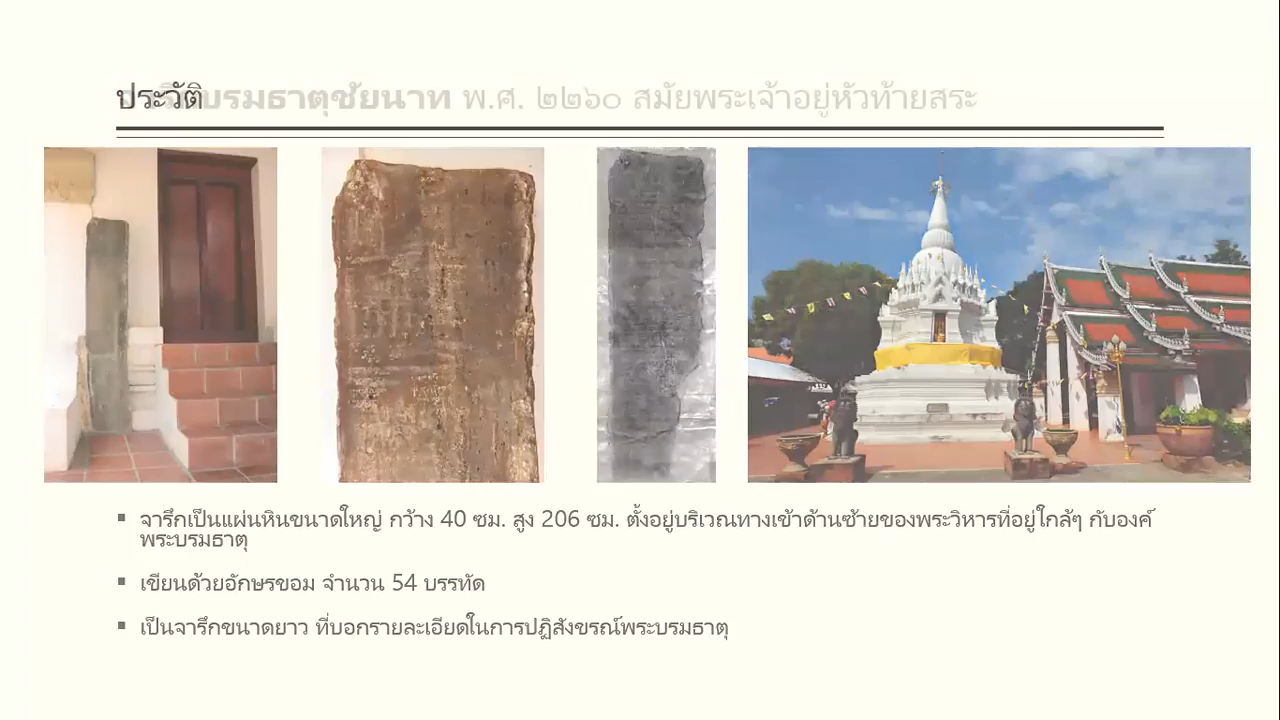 ประวัติ
บรมธาตุชัยนาท พ.ศ. ๒๒๖๐ สมัยพระเจ้าอยู่หัวท้ายสระ
จารึกเป็นแผ่นหินขนาดใหญ่ กว้าง 40 ซม. สูง 206 ซม. ตั้งอยู่บริเวณทางเข้าด้านซ้ายของพระวิหารที่อยู่ใกล้ๆ กับองค์
พระบรมธาตุ
เขียนด้วยอักษรขอม จำนวน 54 บรรทัด
เป็นจารึกขนาดยาว ที่บอกรายละเอียดในการปฏิสังขรณ์พระบรมธาตุ